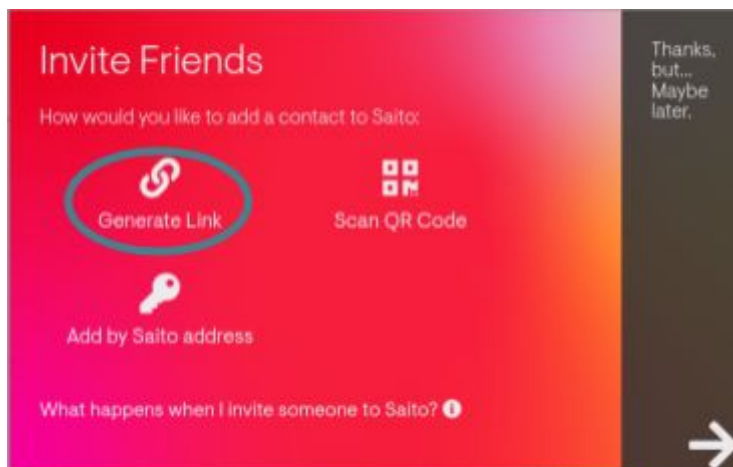 Invite Friends
Thanks,
but...
Maybe
later.
How would you like to add a contact to Saito:
Generate Link
Scan QR Code
Add by Saito address
What happens when I invite someone to Saito?